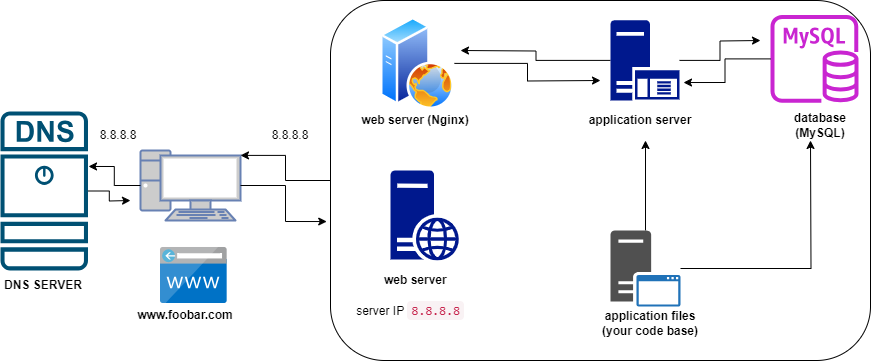 DNS
DNS SERVER
8.8.8.8
8.8.8.8
www
www.foobar.com
web server (Nginx)
application server
MySQL
database
(MySQL)
web server
server IP 8.8.8.8
application files
(your code base)